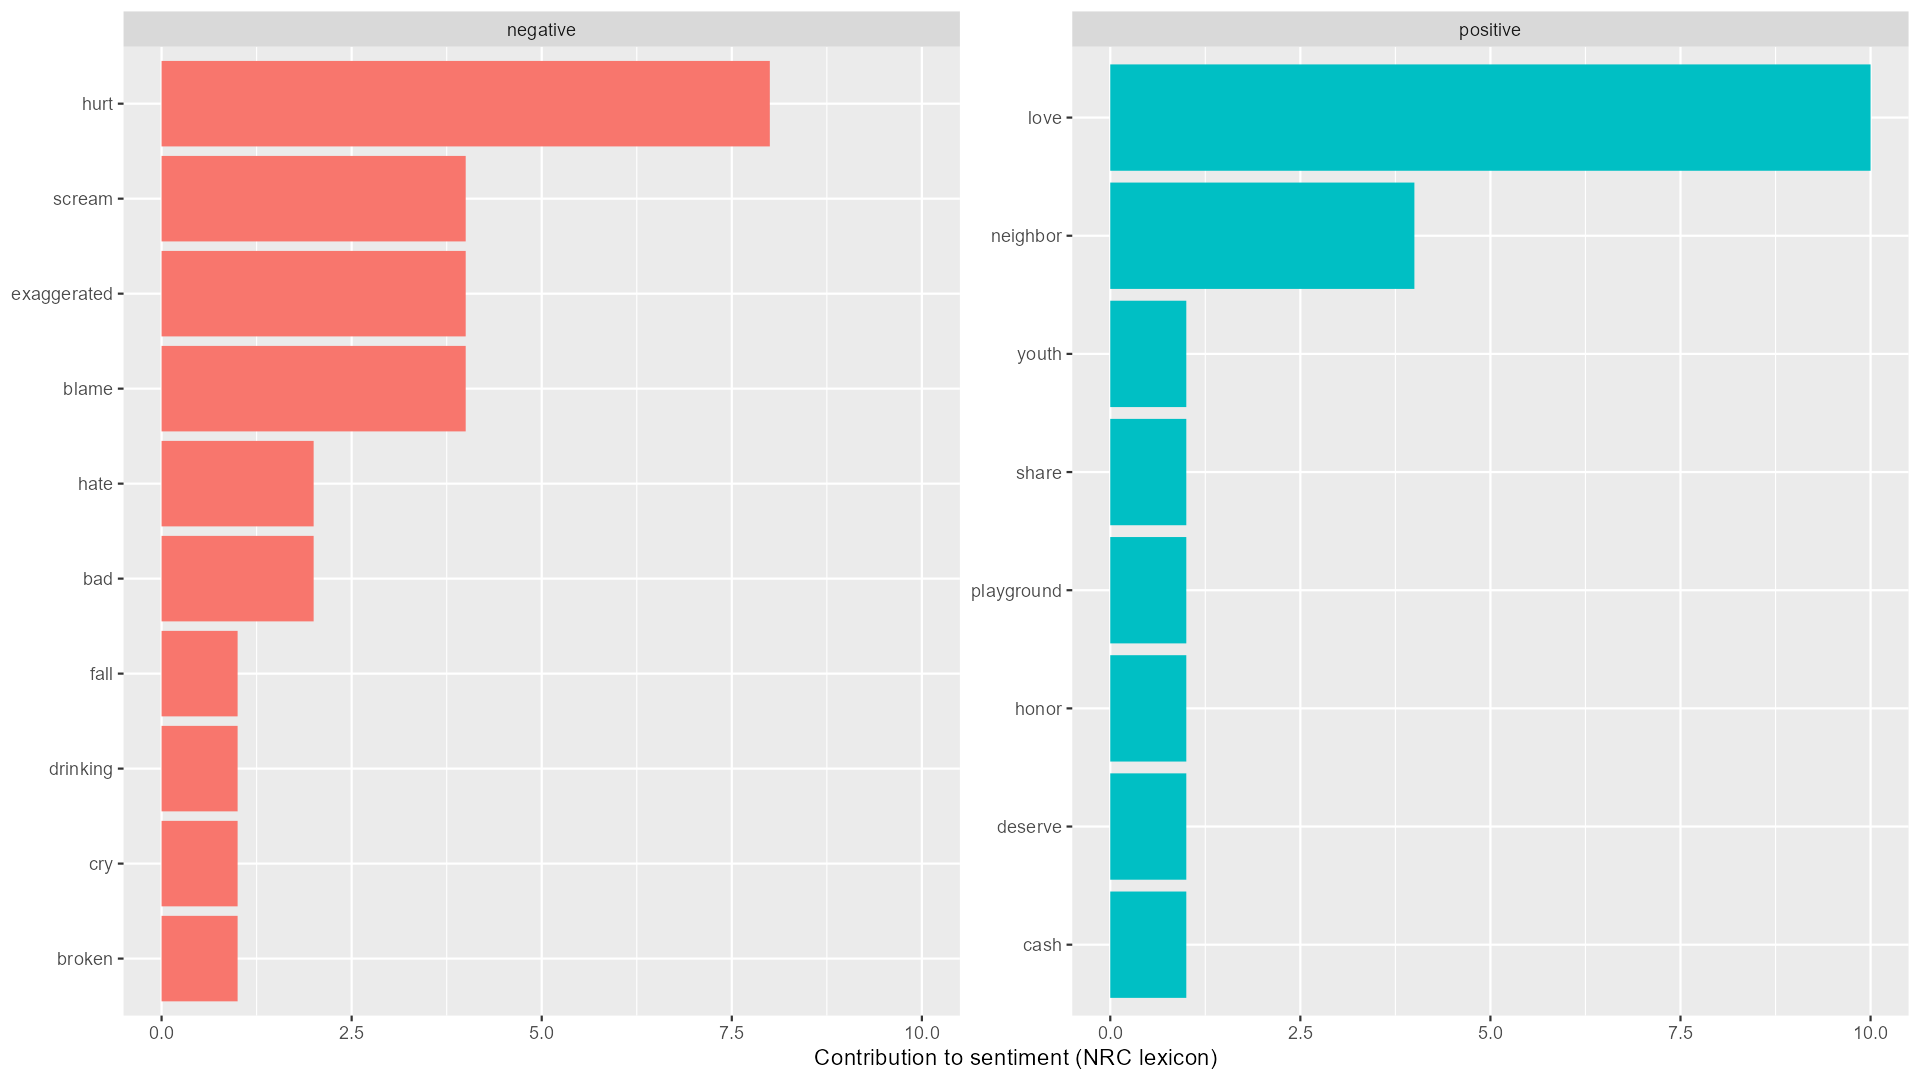 negative
hurt
scream
exaggerated
blame
hate
bad
fall
drinking
cry
broken
0.0 2.5 5.0 7.5 10.0
positive
love
neighbor
youth
share
playground
honor
deserve
cash
0.0 2.5 5.0 7.5 10.0
Contribution to sentiment (NRC lexicon)